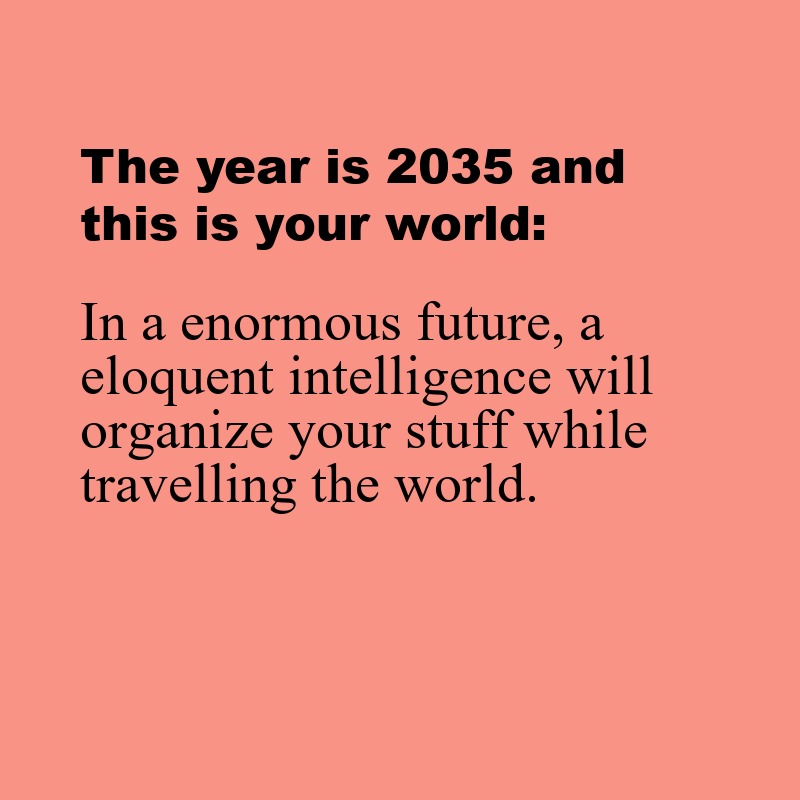 The year is 2035 and
this is your world:
In a enormous future, a
eloquent intelligence will
organize your stuff while
travelling the world.